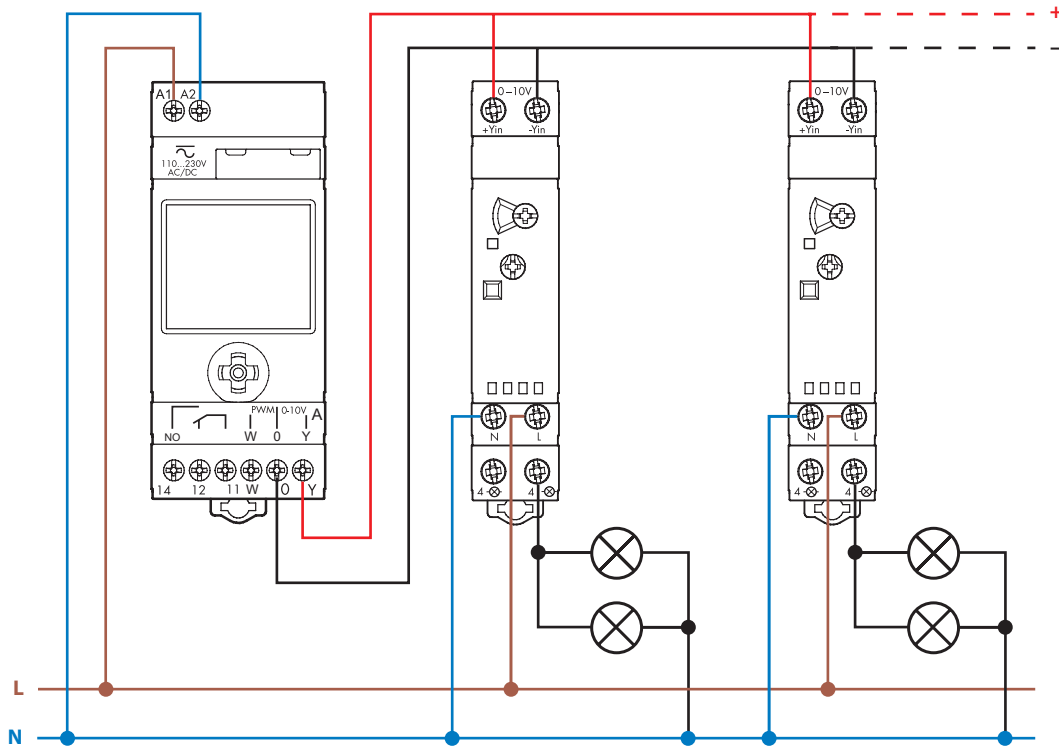 +
–
A1 A2
110...230V
AC/DC
PWM 0-10V A
NO W 0 Y
14 12 11 W 0 Y
0–10V
+Yin -Yin
N L
4 4
0–10V
+Yin -Yin
N L
4 4
L
N